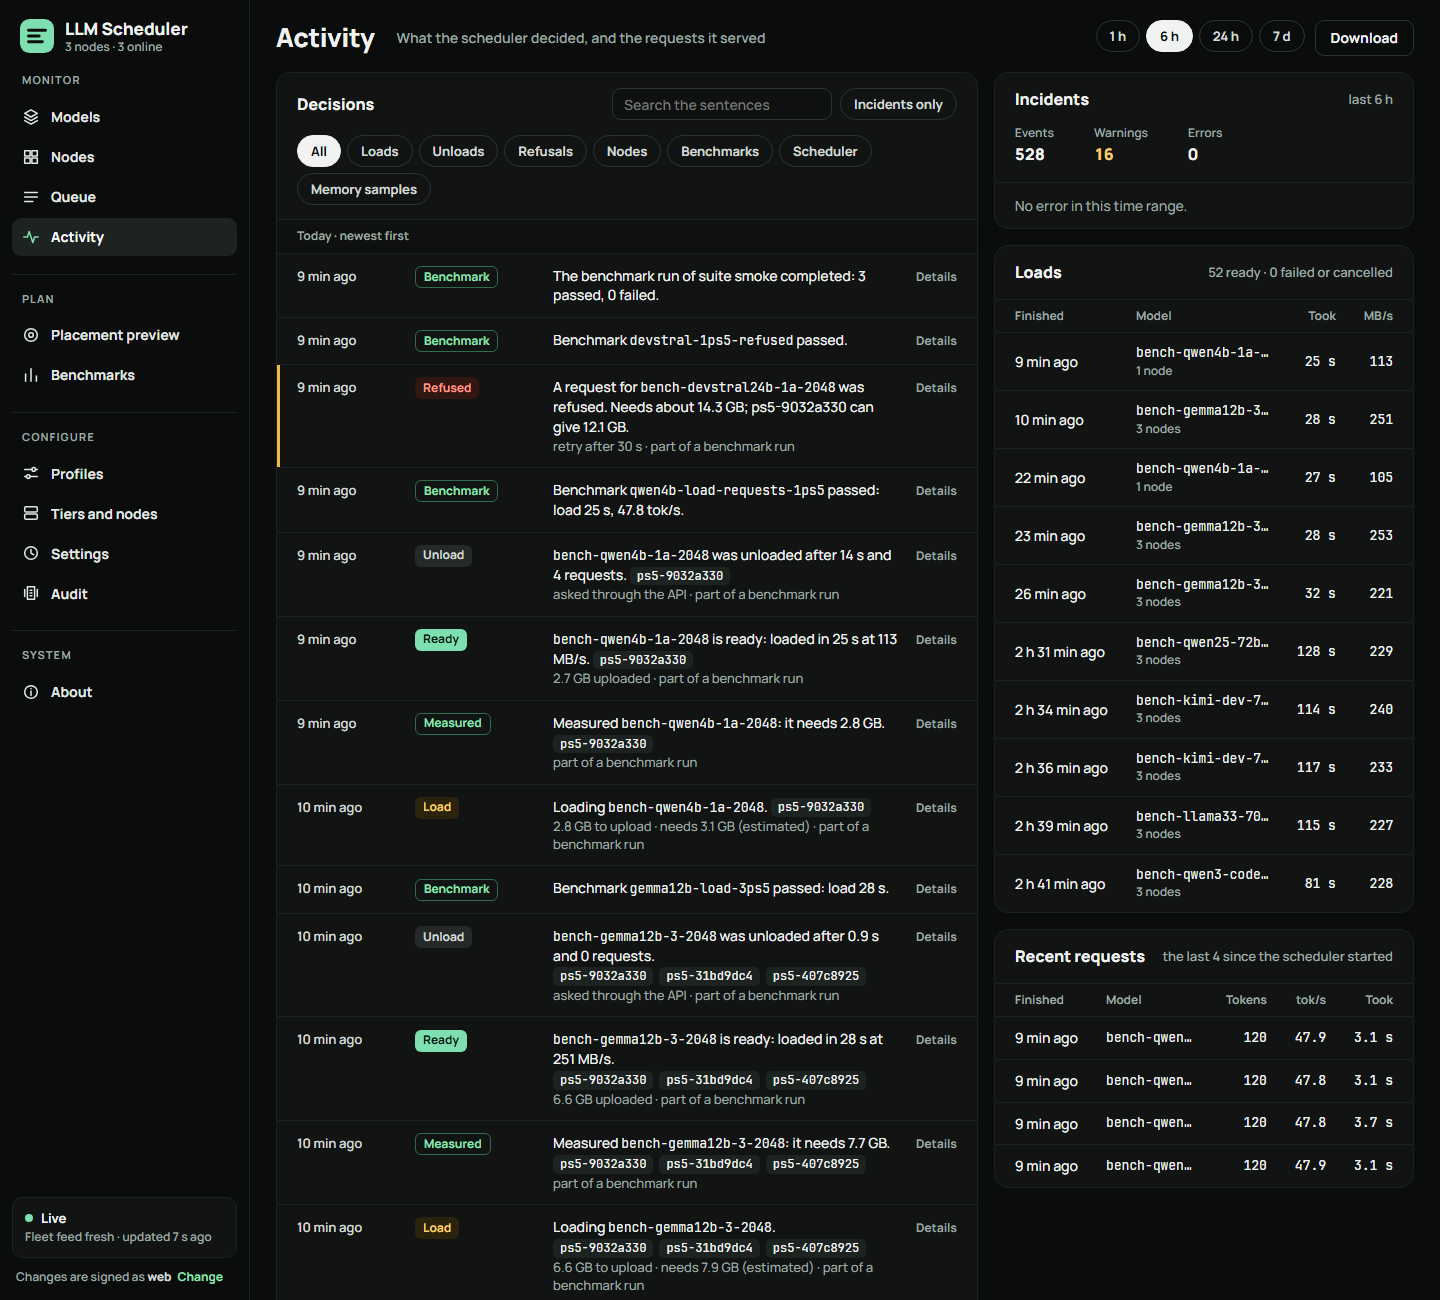 LLM Scheduler
3 nodes · 3 online
MONITOR
Models
Nodes
Queue
Activity
PLAN
Placement preview
Benchmarks
CONFIGURE
Profiles
Tiers and nodes
Settings
Audit
SYSTEM
About
Live
Fleet feed fresh · updated 7 s ago
Changes are signed as web Change
Activity
What the scheduler decided, and the requests it served
1 h
6 h
24 h
7 d
Download
Decisions
Search the sentences
Incidents only
All
Loads
Unloads
Refusals
Nodes
Benchmarks
Scheduler
Memory samples
Today · newest first
9 min ago Benchmark The benchmark run of suite smoke completed: 3 Details
passed, 0 failed.
9 min ago Benchmark Benchmark devstral-1ps5-refused passed. Details
9 min ago Refused A request for bench-devstral24b-1a-2048 was Details
refused. Needs about 14.3 GB; ps5-9032a330 can
give 12.1 GB.
retry after 30 s · part of a benchmark run
9 min ago Benchmark Benchmark qwen4b-load-requests-1ps5 passed: Details
load 25 s, 47.8 tok/s.
9 min ago Unload bench-qwen4b-1a-2048 was unloaded after 14 s and Details
4 requests. ps5-9032a330
asked through the API · part of a benchmark run
9 min ago Ready bench-qwen4b-1a-2048 is ready: loaded in 25 s at 113 Details
MB/s. ps5-9032a330
2.7 GB uploaded · part of a benchmark run
9 min ago Measured Measured bench-qwen4b-1a-2048: it needs 2.8 GB. Details
ps5-9032a330
part of a benchmark run
10 min ago Load Loading bench-qwen4b-1a-2048. ps5-9032a330 Details
2.8 GB to upload · needs 3.1 GB (estimated) · part of a
benchmark run
10 min ago Benchmark Benchmark gemma12b-load-3ps5 passed: load 28 s. Details
10 min ago Unload bench-gemma12b-3-2048 was unloaded after 0.9 s Details
and 0 requests.
ps5-9032a330 ps5-31bd9dc4 ps5-407c8925
asked through the API · part of a benchmark run
10 min ago Ready bench-gemma12b-3-2048 is ready: loaded in 28 s at Details
251 MB/s.
ps5-9032a330 ps5-31bd9dc4 ps5-407c8925
6.6 GB uploaded · part of a benchmark run
10 min ago Measured Measured bench-gemma12b-3-2048: it needs 7.7 GB. Details
ps5-9032a330 ps5-31bd9dc4 ps5-407c8925
part of a benchmark run
10 min ago Load Loading bench-gemma12b-3-2048. Details
ps5-9032a330 ps5-31bd9dc4 ps5-407c8925
6.6 GB to upload · needs 7.9 GB (estimated) · part of a
benchmark run
Incidents last 6 h
Events Warnings Errors
528 16 0
No error in this time range.
Loads 52 ready · 0 failed or cancelled
Finished Model Took MB/s
9 min ago bench-qwen4b-1a-… 25 s 113
1 node
10 min ago bench-gemma12b-3… 28 s 251
3 nodes
22 min ago bench-qwen4b-1a-… 27 s 105
1 node
23 min ago bench-gemma12b-3… 28 s 253
3 nodes
26 min ago bench-gemma12b-3… 32 s 221
3 nodes
2 h 31 min ago bench-qwen25-72b… 128 s 229
3 nodes
2 h 34 min ago bench-kimi-dev-7… 114 s 240
3 nodes
2 h 36 min ago bench-kimi-dev-7… 117 s 233
3 nodes
2 h 39 min ago bench-llama33-70… 115 s 227
3 nodes
2 h 41 min ago bench-qwen3-code… 81 s 228
3 nodes
Recent requests the last 4 since the scheduler started
Finished Model Tokens tok/s Took
9 min ago bench-qwen… 120 47.9 3.1 s
9 min ago bench-qwen… 120 47.8 3.1 s
9 min ago bench-qwen… 120 47.8 3.7 s
9 min ago bench-qwen… 120 47.9 3.1 s